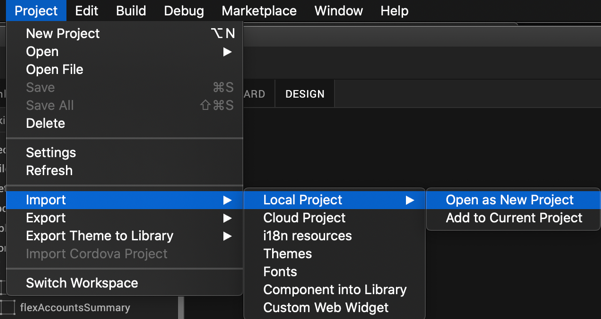 Project Edit Build Debug Marketplace Window Help
New Project ⌥N
Open ▶
Open File
Save ⌘S
Save All ⇧⌘S
Delete
ARD DESIGN
Settings
Refresh
Import ▶ Local Project ▶ Open as New Project
Export ▶ Cloud Project Add to Current Project
Export Theme to Library ▶ i18n resources
Import Cordova Project Themes
Fonts
Switch Workspace Component into Library
flexAccountsSummary Custom Web Widget